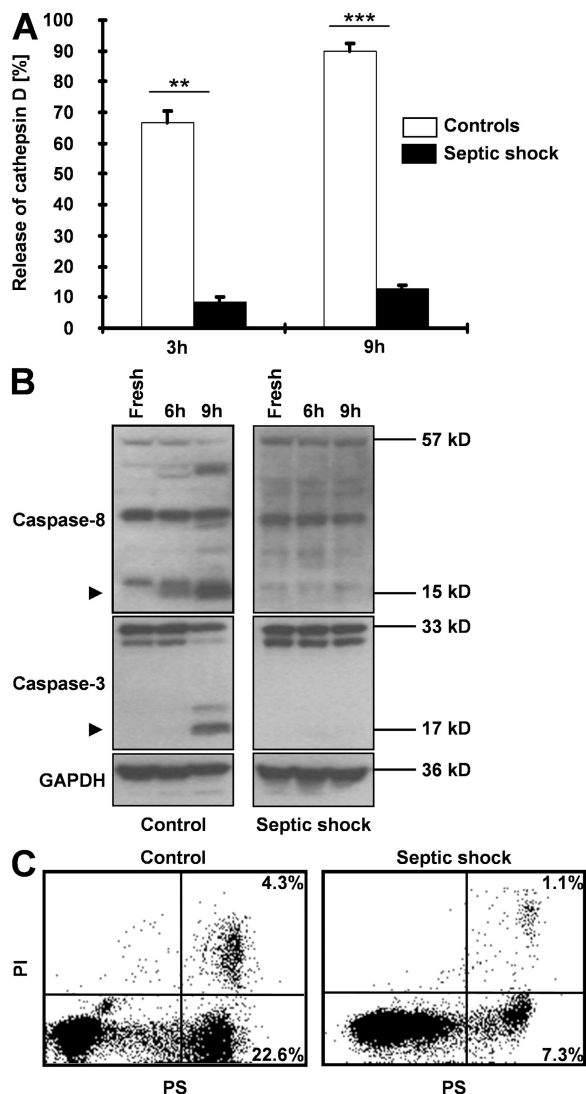 A
Release of cathepsin D [%]
100
90
80
70
60
50
40
30
20
10
0
**
***
Controls
Septic shock
3h
9h
B
Fresh
6h
9h
Fresh
6h
9h
57 kD
Caspase-8
15 kD
33 kD
Caspase-3
17 kD
GAPDH
36 kD
Control
Septic shock
C
Control
Septic shock
4.3%
1.1%
PI
22.6%
7.3%
PS
PS